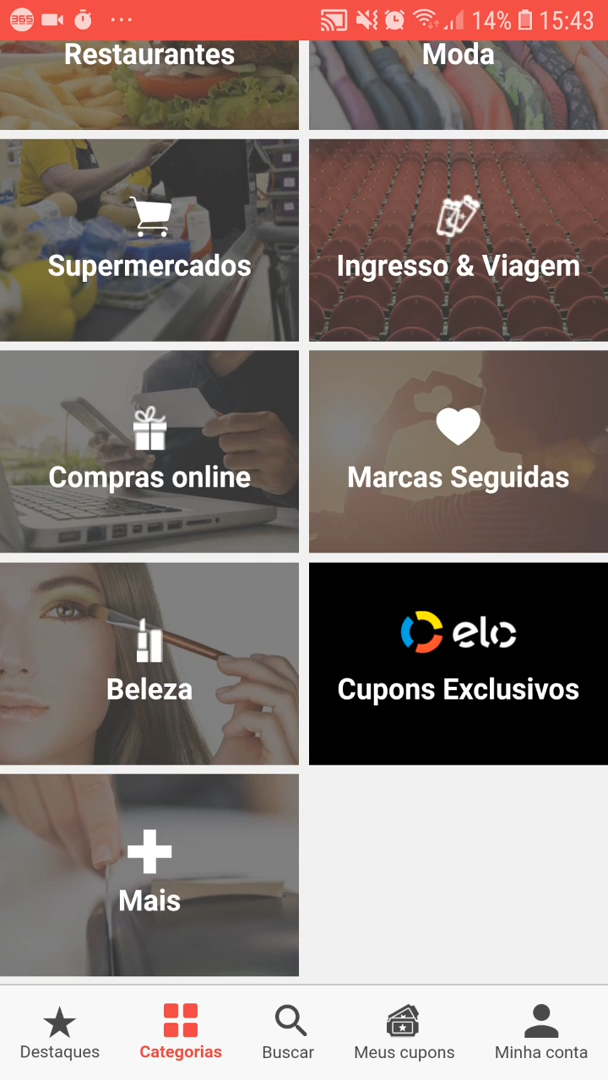 365 ... 14% 15:43
Restaurantes
Moda
Supermercados
Ingresso & Viagem
Compras online
Marcas Seguidas
Beleza
elo
Cupons Exclusivos
Mais
Destaques
Categorias
Buscar
Meus cupons
Minha conta